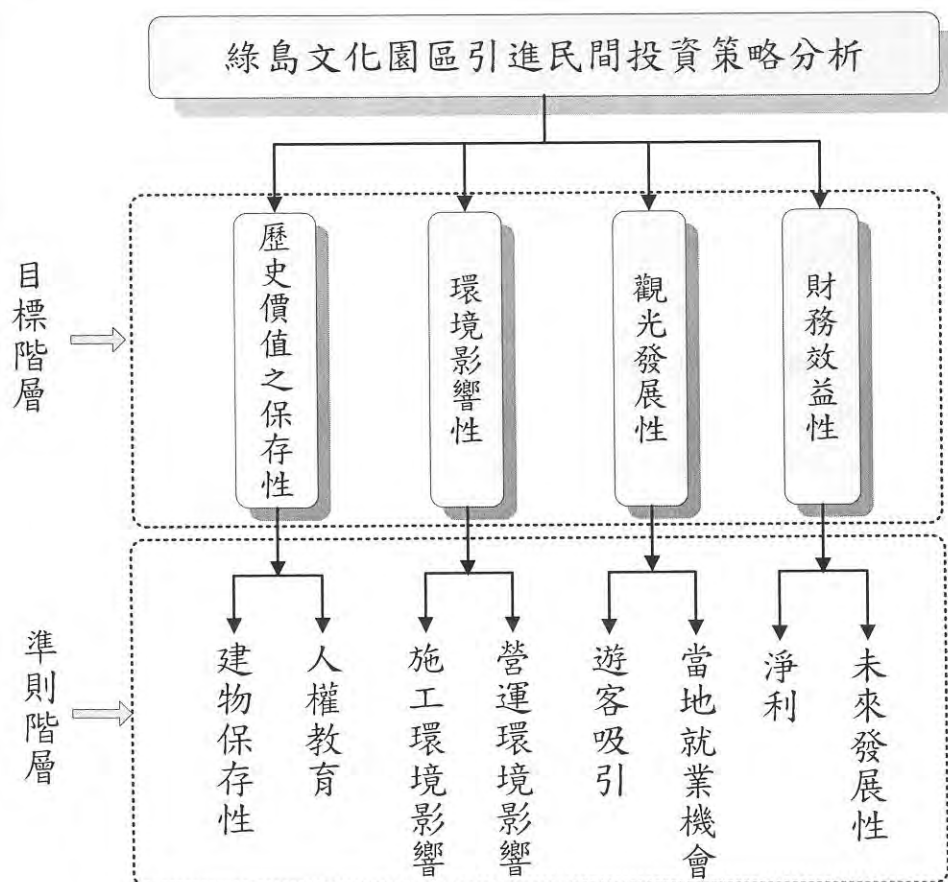 綠島文化園區引進民間投資策略分析
目標階層
歷史價值之保存性
環境影響性
觀光發展性
財務效益性
準則階層
建物保存性
人權教育
施工環境影響
營運環境影響
遊客吸引
當地就業機會
淨利
未來發展性